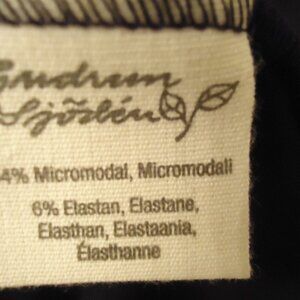 Gudrun
Sjödén
4% Micromodal, Micromodali
6% Elastan, Elastane,
Elasthan, Elastaania,
Élasthanne